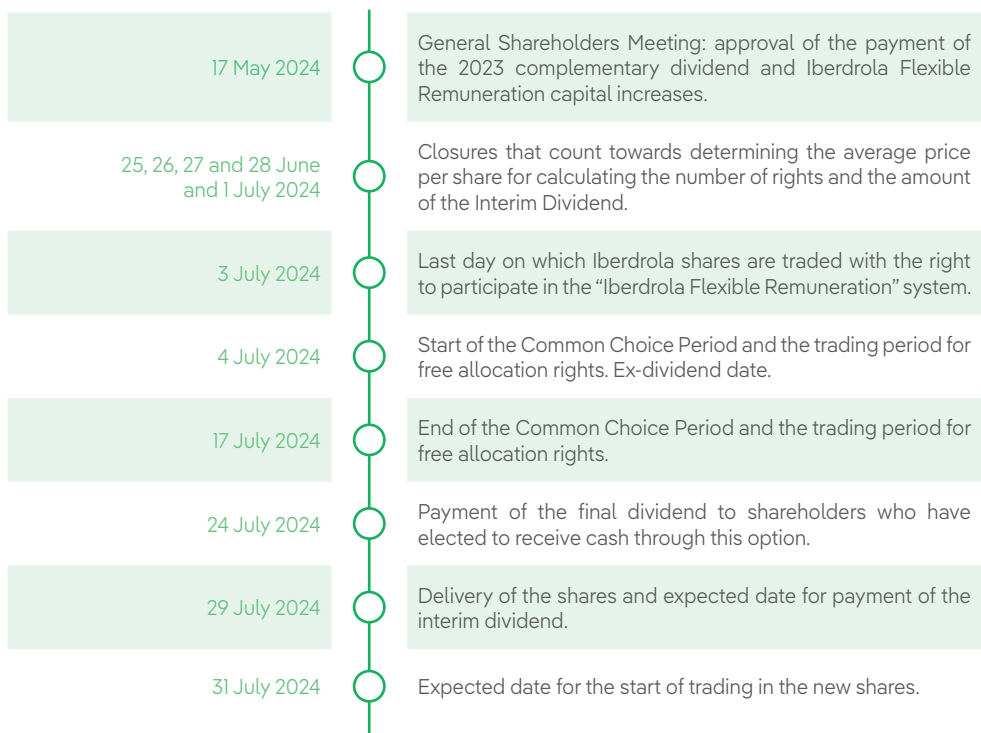 17 May 2024
General Shareholders Meeting: approval of the payment of
the 2023 complementary dividend and Iberdrola Flexible
Remuneration capital increases.
25, 26, 27 and 28 June
and 1 July 2024
Closures that count towards determining the average price
per share for calculating the number of rights and the amount
of the Interim Dividend.
3 July 2024
Last day on which Iberdrola shares are traded with the right
to participate in the “Iberdrola Flexible Remuneration” system.
4 July 2024
Start of the Common Choice Period and the trading period for
free allocation rights. Ex-dividend date.
17 July 2024
End of the Common Choice Period and the trading period for
free allocation rights.
24 July 2024
Payment of the final dividend to shareholders who have
elected to receive cash through this option.
29 July 2024
Delivery of the shares and expected date for payment of the
interim dividend.
31 July 2024
Expected date for the start of trading in the new shares.